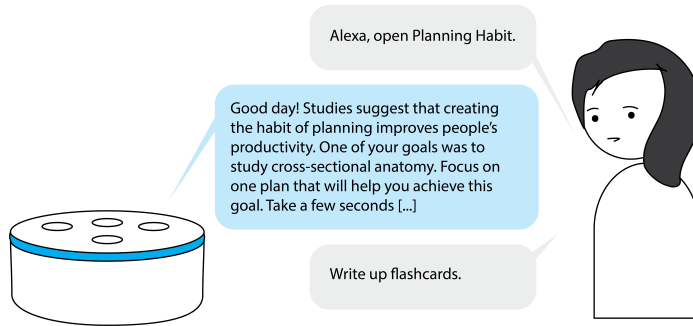 Alexa, open Planning Habit.
Good day! Studies suggest that creating
the habit of planning improves people’s
productivity. One of your goals was to
study cross-sectional anatomy. Focus on
one plan that will help you achieve this
goal. Take a few seconds [...]
Write up flashcards.